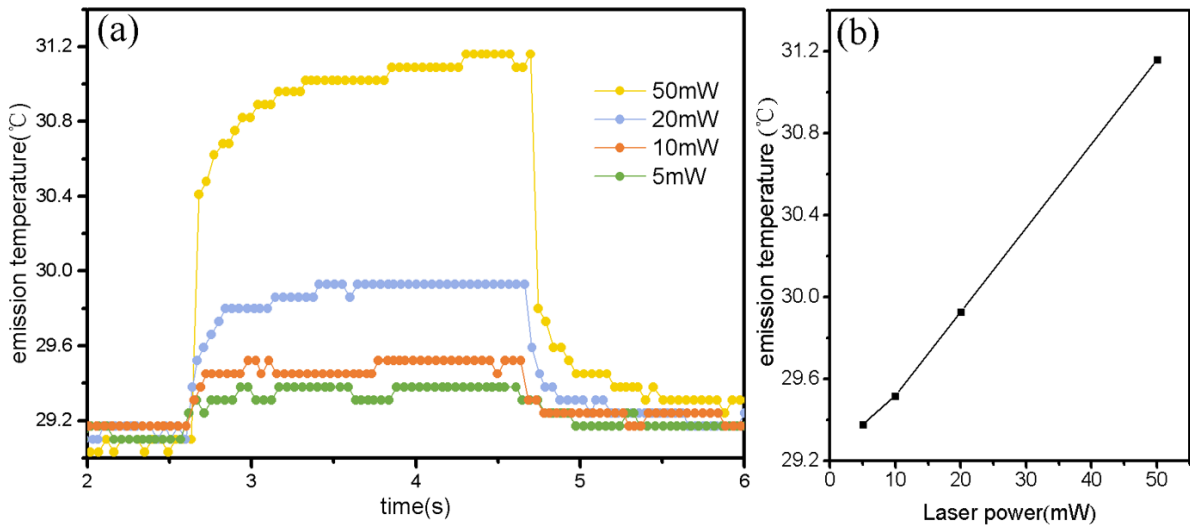 (a)
31.2
30.8
30.4
30.0
29.6
29.2
emission temperature(℃)
50mW
20mW
10mW
5mW
2 3 4 5 6
time(s)
(b)
31.2
30.8
30.4
30.0
29.6
29.2
emission temperature (℃)
0 10 20 30 40 50
Laser power(mW)